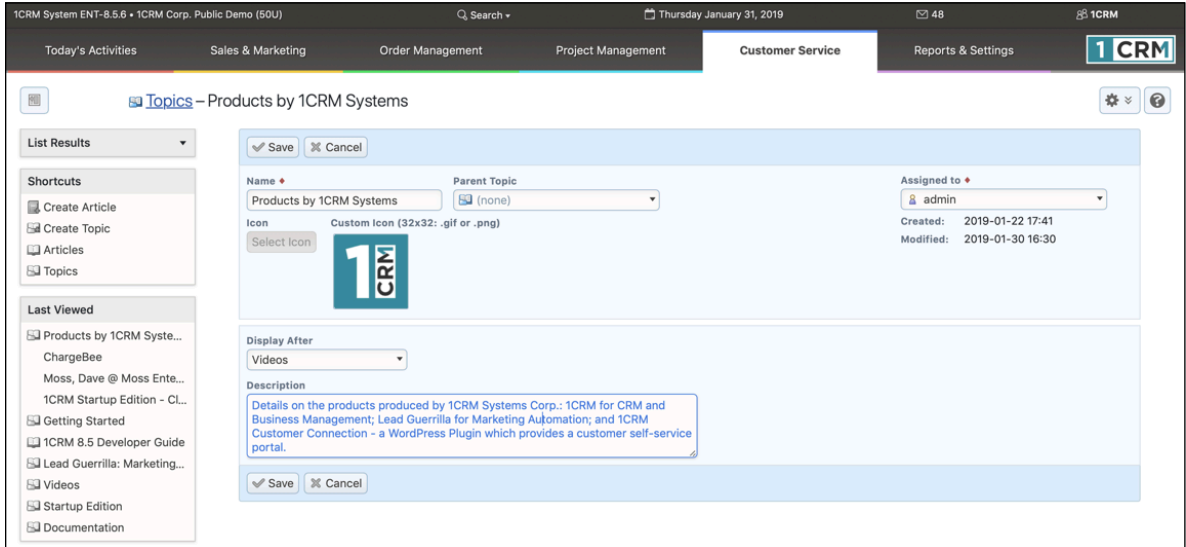 1CRM System ENT-8.5.6 • 1CRM Corp. Public Demo (50U)
Search
Thursday January 31, 2019
48
1CRM
Today's Activities
Sales & Marketing
Order Management
Project Management
Customer Service
Reports & Settings
1 CRM
Topics – Products by 1CRM Systems
List Results
Shortcuts
Create Article
Create Topic
Articles
Topics
Last Viewed
Products by 1CRM Syste...
ChargeBee
Moss, Dave @ Moss Ente...
1CRM Startup Edition - Cl...
Getting Started
1CRM 8.5 Developer Guide
Lead Guerrilla: Marketing...
Videos
Startup Edition
Documentation
Save Cancel
Name Parent Topic
Products by 1CRM Systems (none)
Icon Custom Icon (32x32: .gif or .png)
Select Icon
1 CRM
Assigned to
admin
Created: 2019-01-22 17:41
Modified: 2019-01-30 16:30
Display After
Videos
Description
Details on the products produced by 1CRM Systems Corp.: 1CRM for CRM and
Business Management; Lead Guerrilla for Marketing Automation; and 1CRM
Customer Connection - a WordPress Plugin which provides a customer self-service
portal.
Save Cancel